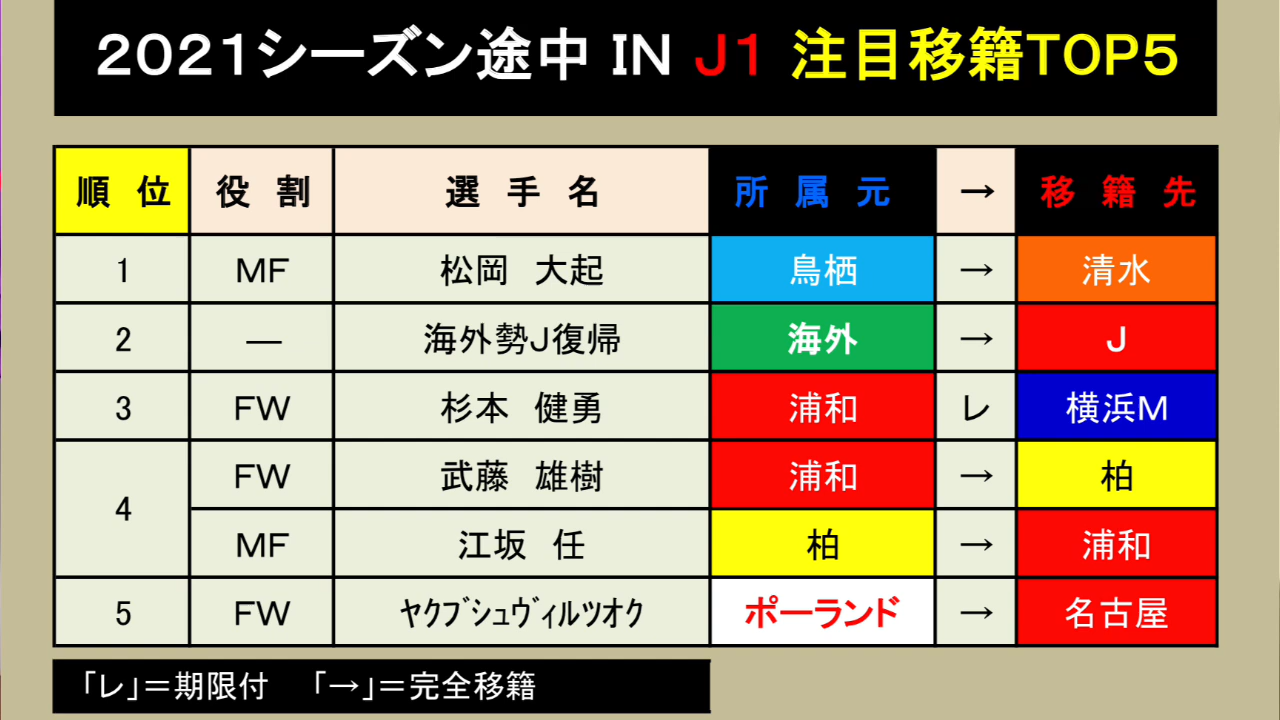 2021シーズン途中 IN J1 注目移籍TOP5
順 位 役 割 選 手 名 所 属 元 → 移 籍 先
1 MF 松岡 大起 鳥栖 → 清水
2 ― 海外勢J復帰 海外 → J
3 FW 杉本 健勇 浦和 レ 横浜M
4 FW 武藤 雄樹 浦和 → 柏
MF 江坂 任 柏 → 浦和
5 FW ヤクブシュヴィルツオク ポーランド → 名古屋
「レ」=期限付 「→」=完全移籍